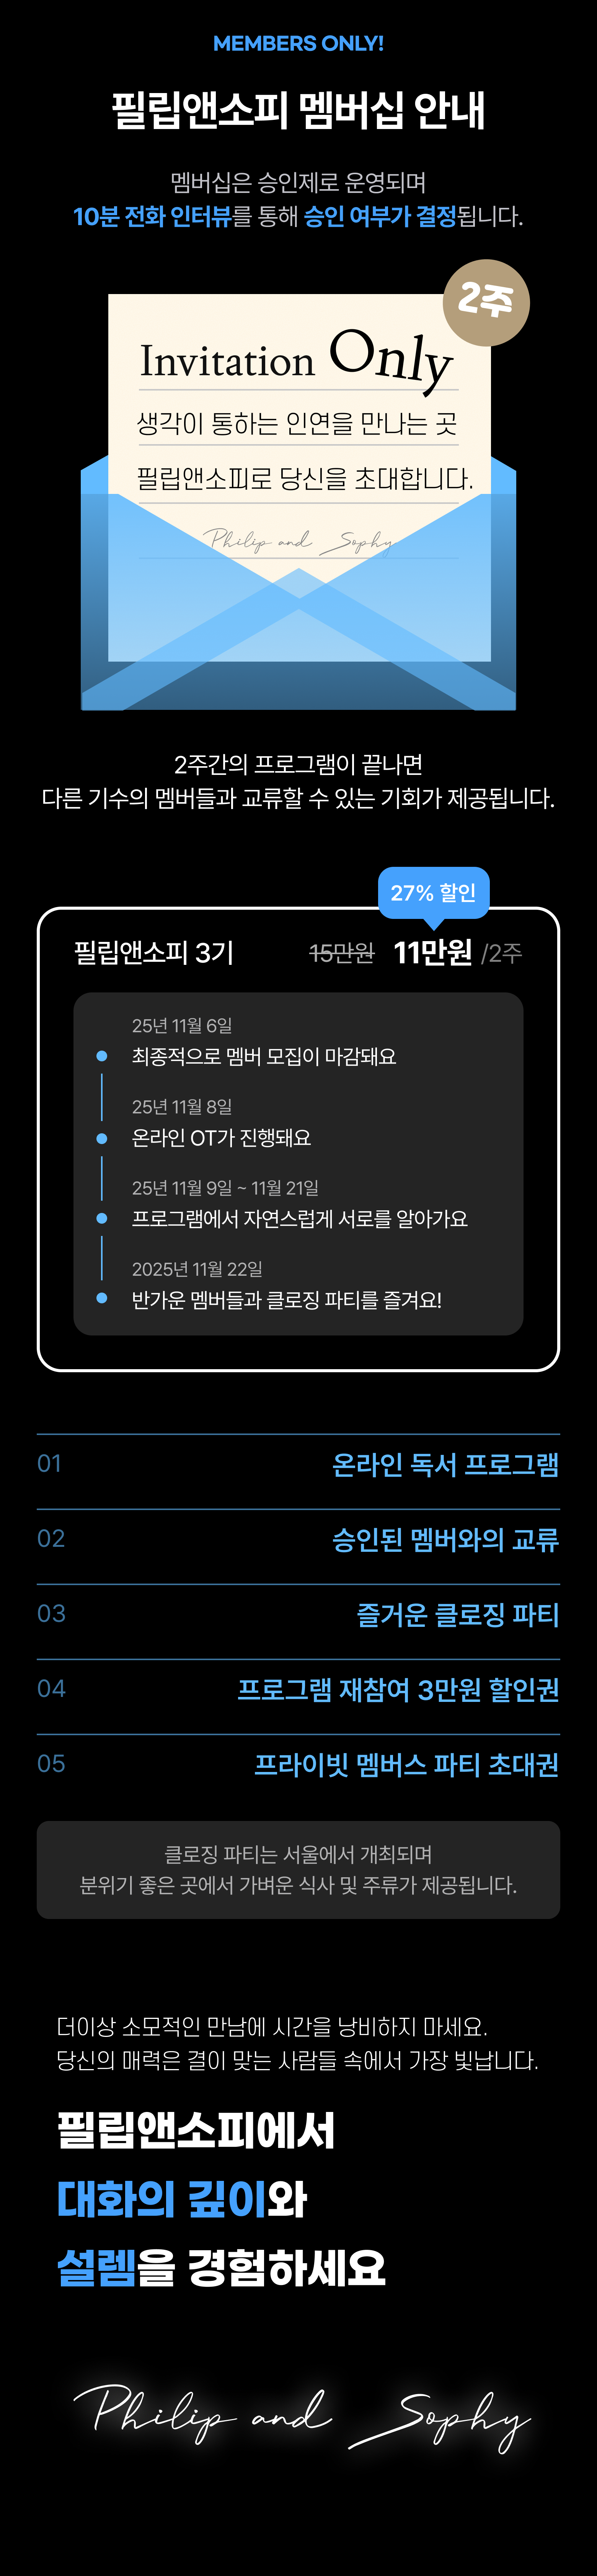 MEMBERS ONLY!
필립앤소피 멤버십 안내
멤버십은 승인제로 운영되며
10분 전화 인터뷰를 통해 승인 여부가 결정됩니다.
2주
Invitation Only
생각이 통하는 인연을 만나는 곳
필립앤소피로 당신을 초대합니다.
Philip and Sophy
2주간의 프로그램이 끝나면
다른 기수의 멤버들과 교류할 수 있는 기회가 제공됩니다.
27% 할인
필립앤소피 3기 15만원 11만원 /2주
25년 11월 6일
최종적으로 멤버 모집이 마감돼요
25년 11월 8일
온라인 OT가 진행돼요
25년 11월 9일 ~ 11월 21일
프로그램에서 자연스럽게 서로를 알아가요
2025년 11월 22일
반가운 멤버들과 클로징 파티를 즐겨요!
01 온라인 독서 프로그램
02 승인된 멤버와의 교류
03 즐거운 클로징 파티
04 프로그램 재참여 3만원 할인권
05 프라이빗 멤버스 파티 초대권
클로징 파티는 서울에서 개최되며
분위기 좋은 곳에서 가벼운 식사 및 주류가 제공됩니다.
더이상 소모적인 만남에 시간을 낭비하지 마세요.
당신의 매력은 결이 맞는 사람들 속에서 가장 빛납니다.
필립앤소피에서
대화의 깊이와
설렘을 경험하세요
Philip and Sophy